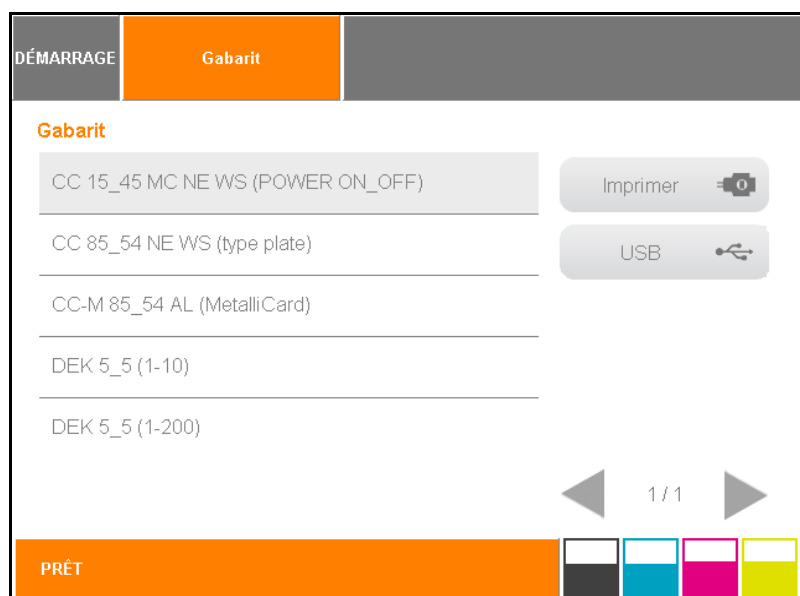 DÉMARRAGE
Gabarit
Gabarit
CC 15_45 MC NE WS (POWER ON_OFF)
CC 85_54 NE WS (type plate)
CC-M 85_54 AL (MetalliCard)
DEK 5_5 (1-10)
DEK 5_5 (1-200)
Imprimer
USB
1 / 1
PRÊT